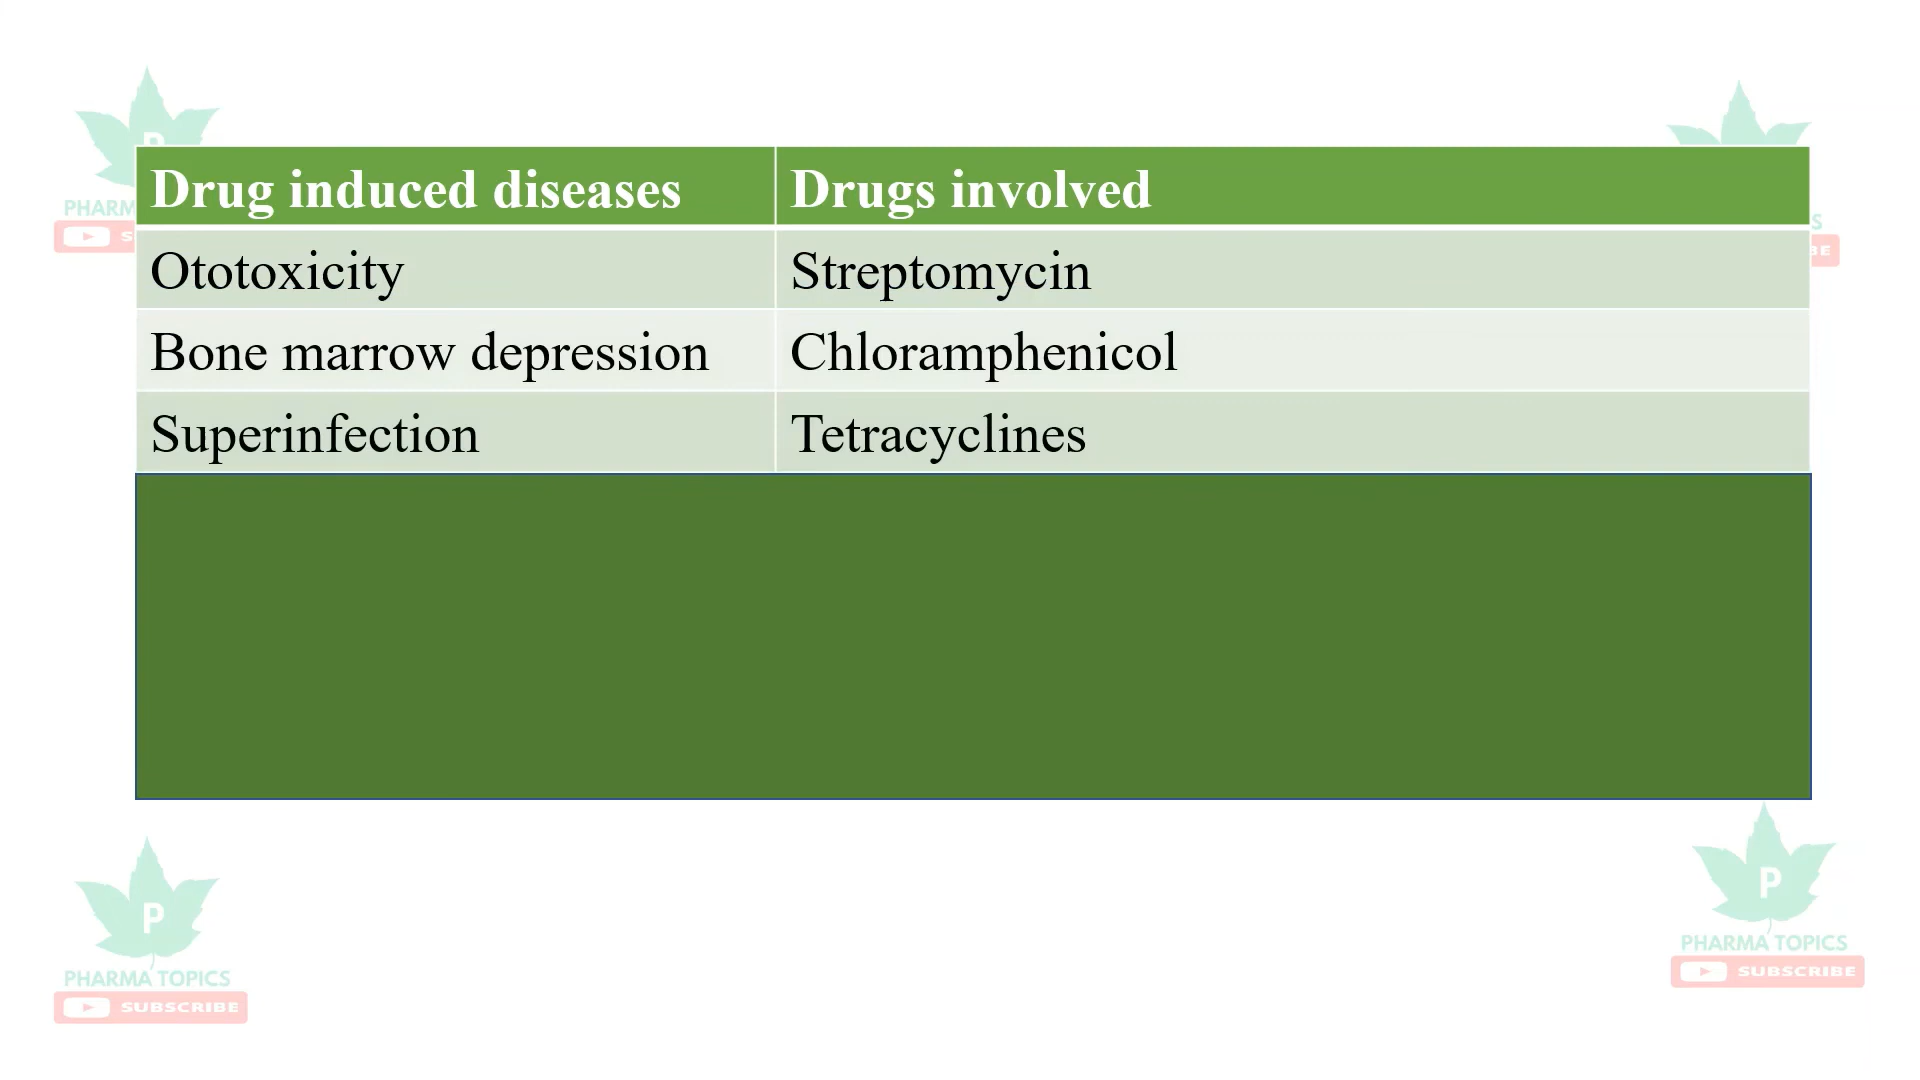 Drug induced diseases
Drugs involved
Ototoxicity
Streptomycin
Bone marrow depression
Chloramphenicol
Superinfection
Tetracyclines
P
PHARMA TOPICS
SUBSCRIBE
P
PHARMA TOPICS
SUBSCRIBE